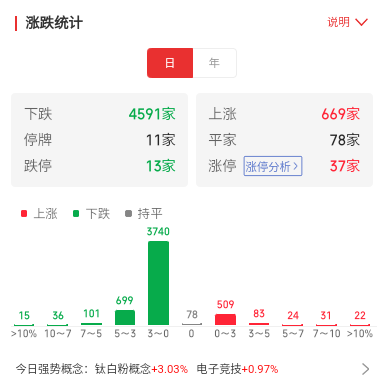 涨跌统计 说明
日 年
下跌 4591家 上涨 669家
停牌 11家 平家 78家
跌停 13家 涨停 涨停分析 37家
上涨 下跌 持平
3740
699
509
15 36 101 78 83 24 31 22
>10% 10～7 7～5 5～3 3～0 0 0～3 3～5 5～7 7～10 >10%
今日强势概念：钛白粉概念+3.03% 电子竞技+0.97%